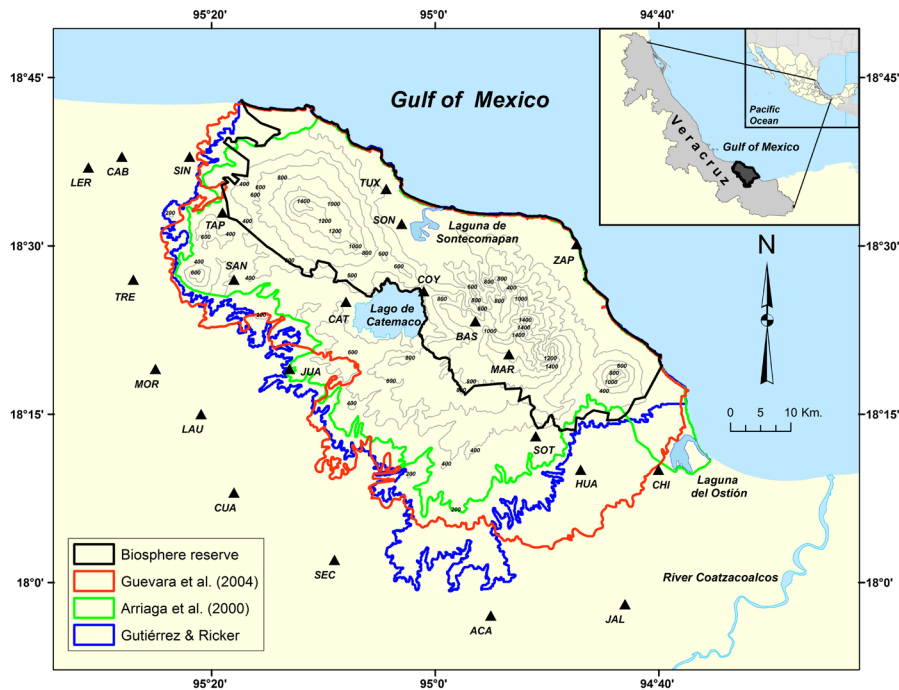 95°20'
95°0'
94°40'
18°45'
18°45'
Gulf of Mexico
Pacific
Ocean
Veracruz
Gulf of Mexico
LER
CAB
SIN
TUX
SON
TAP
Laguna de
Sontecomapan
18°30'
18°30'
ZAP
N
TRE
SAN
COY
CAT
Lago de
Catemaco
BAS
MAR
MOR
JUA
0 5 10 Km.
18°15'
18°15'
LAU
SOT
HUA
CHI
Laguna
del Ostión
CUA
SEC
18°0'
18°0'
River Coatzacoalcos
ACA
JAL
Biosphere reserve
Guevara et al. (2004)
Arriaga et al. (2000)
Gutiérrez & Ricker
95°20'
95°0'
94°40'